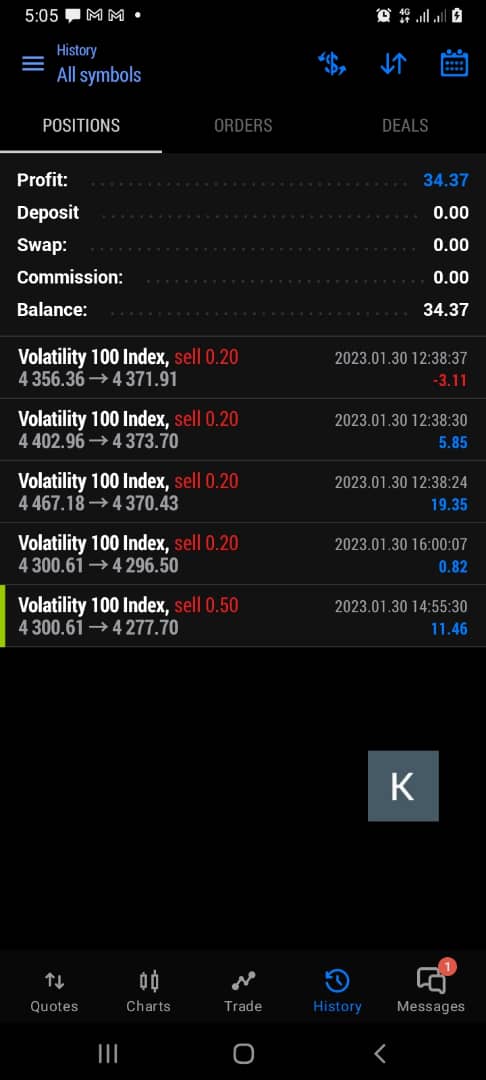 5:05 4G
History
All symbols
POSITIONS ORDERS DEALS
Profit: 34.37
Deposit 0.00
Swap: 0.00
Commission: 0.00
Balance: 34.37
Volatility 100 Index, sell 0.20 2023.01.30 12:38:37
4 356.36 → 4 371.91 -3.11
Volatility 100 Index, sell 0.20 2023.01.30 12:38:30
4 402.96 → 4 373.70 5.85
Volatility 100 Index, sell 0.20 2023.01.30 12:38:24
4 467.18 → 4 370.43 19.35
Volatility 100 Index, sell 0.20 2023.01.30 16:00:07
4 300.61 → 4 296.50 0.82
Volatility 100 Index, sell 0.50 2023.01.30 14:55:30
4 300.61 → 4 277.70 11.46
K
1
Quotes Charts Trade History Messages